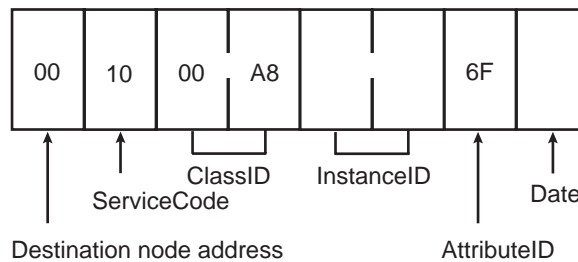 00 10 00 A8 6F
ClassID InstanceID
ServiceCode Date
Destination node address AttributeID